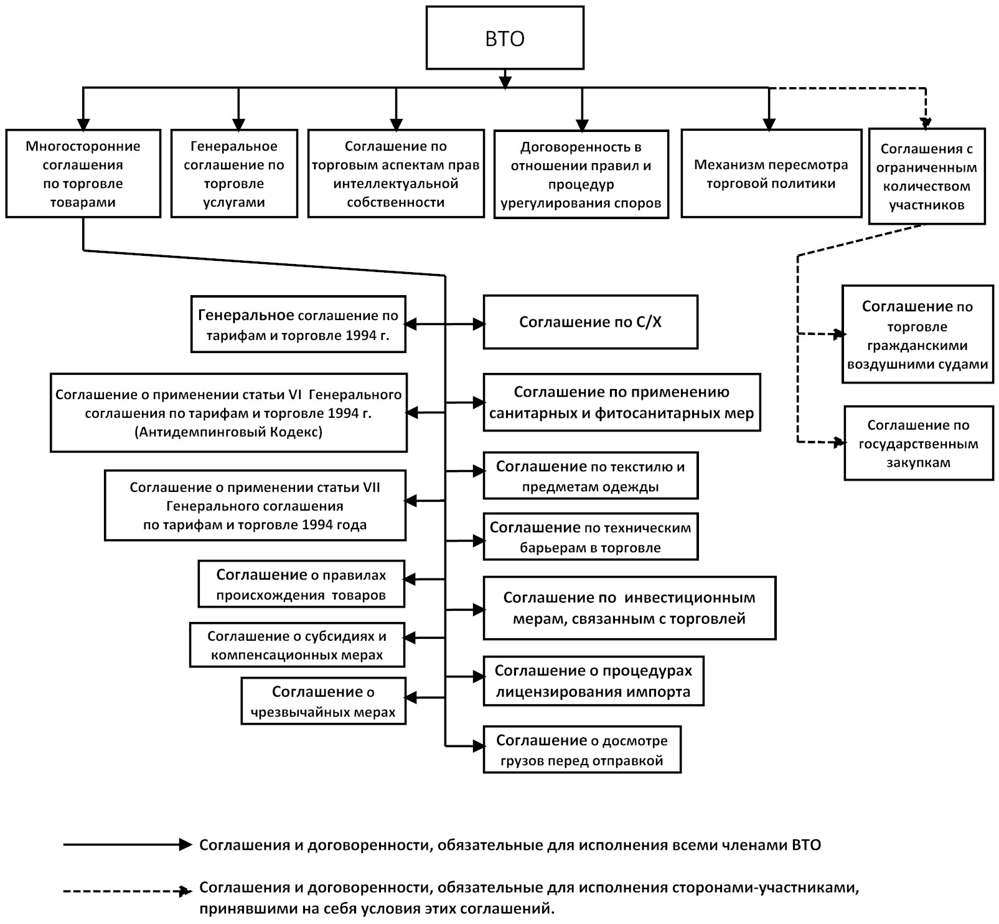 ВТО
Многосторонние
соглашения
по торговле
товарами
Генеральное
соглашение по
торговле
услугами
Соглашение по
торговым аспектам прав
интеллектуальной
собственности
Договоренность в
отношении правил и
процедур
урегулирования споров
Механизм пересмотра
торговой политики
Соглашения с
ограниченным
количеством
участников
Генеральное соглашение по
тарифам и торговле 1994 г.
Соглашение по С/Х
Соглашение о применении статьи VI Генерального
соглашения по тарифам и торговле 1994 г.
(Антидемпинговый Кодекс)
Соглашение по применению
санитарных и фитосанитарных мер
Соглашение о применении статьи VII
Генерального соглашения
по тарифам и торговле 1994 года
Соглашение по текстилю и
предметам одежды
Соглашение по техническим
барьерам в торговле
Соглашение о правилах
происхождения товаров
Соглашение по инвестиционным
мерам, связанным с торговлей
Соглашение о субсидиях и
компенсационных мерах
Соглашение о процедурах
лицензирования импорта
Соглашение о
чрезвычайных мерах
Соглашение о досмотре
грузов перед отправкой
Соглашение по
торговле
гражданскими
воздушними судами
Соглашение по
государственным
закупкам
Соглашения и договоренности, обязательные для исполнения всеми членами ВТО
Соглашения и договоренности, обязательные для исполнения сторонами-участниками,
принявшими на себя условия этих соглашений.